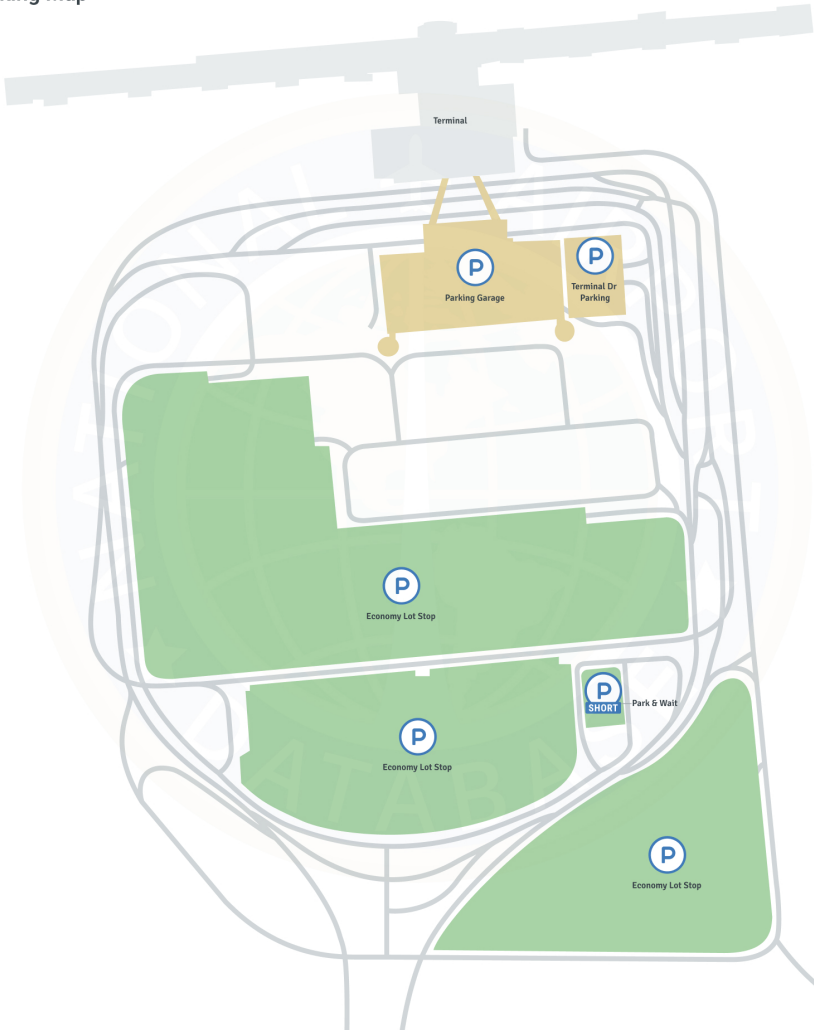 Terminal
P
Parking Garage
P
Terminal Dr
Parking
P
Economy Lot Stop
P
SHORT
Park & Wait
P
Economy Lot Stop
P
Economy Lot Stop